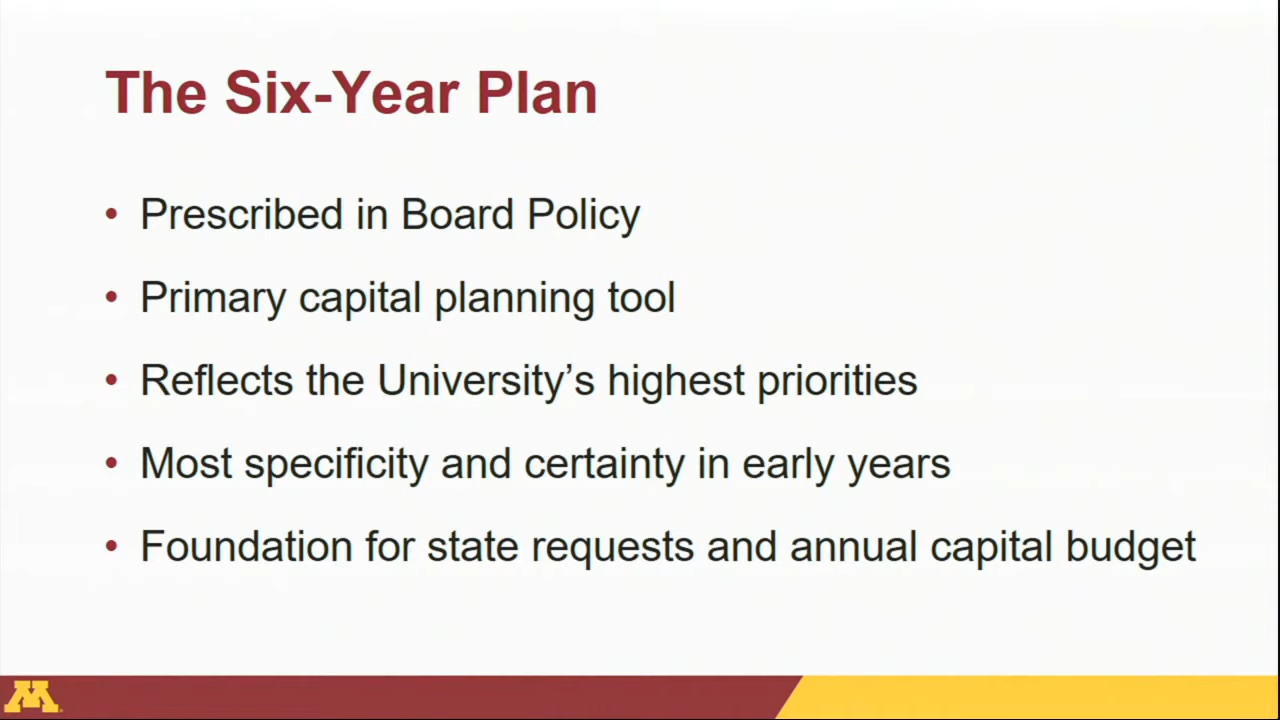 The Six-Year Plan
• Prescribed in Board Policy
• Primary capital planning tool
• Reflects the University’s highest priorities
• Most specificity and certainty in early years
• Foundation for state requests and annual capital budget
M